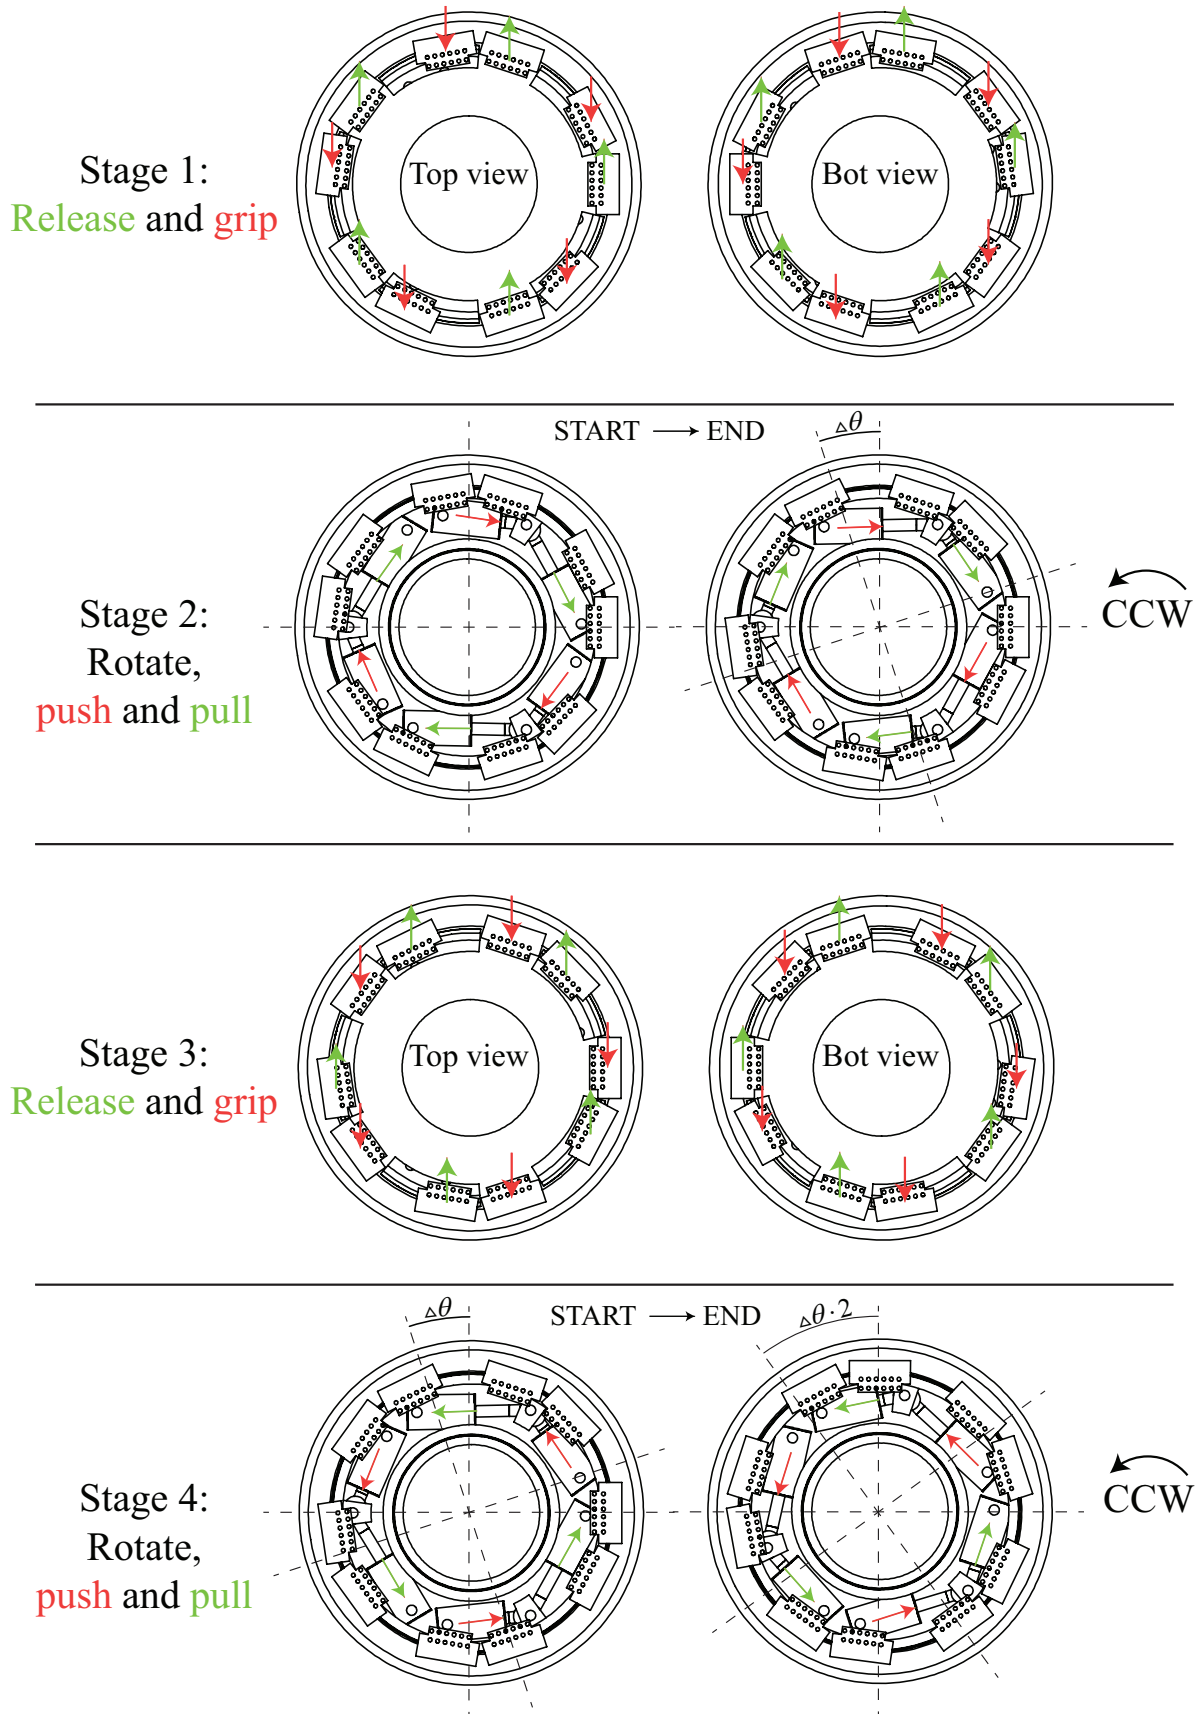 Stage 1:
Release and grip
Top view
Bot view
START → END
△θ
Stage 2:
Rotate,
push and pull
CCW
Stage 3:
Release and grip
Top view
Bot view
△θ
START → END
△θ·2
Stage 4:
Rotate,
push and pull
CCW